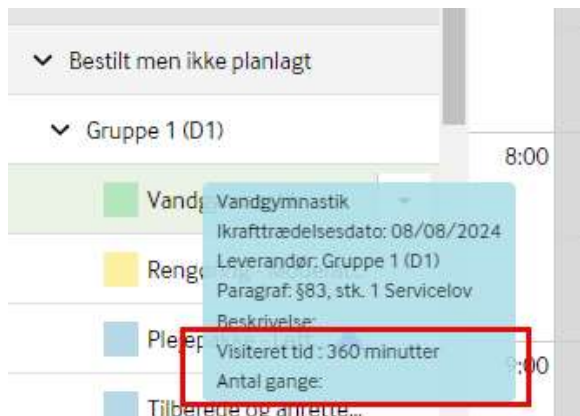 Bestilt men ikke planlagt
Gruppe 1 (D1)
8:00
Vandgymnastik
Ikrafttrædelsesdato: 08/08/2024
Leverandør: Gruppe 1 (D1)
Paragraf: §83, stk. 1 Servicelov
Beskrivelse:
Visiteret tid : 360 minutter
Antal gange:
9:00
Tilberede og anrette...